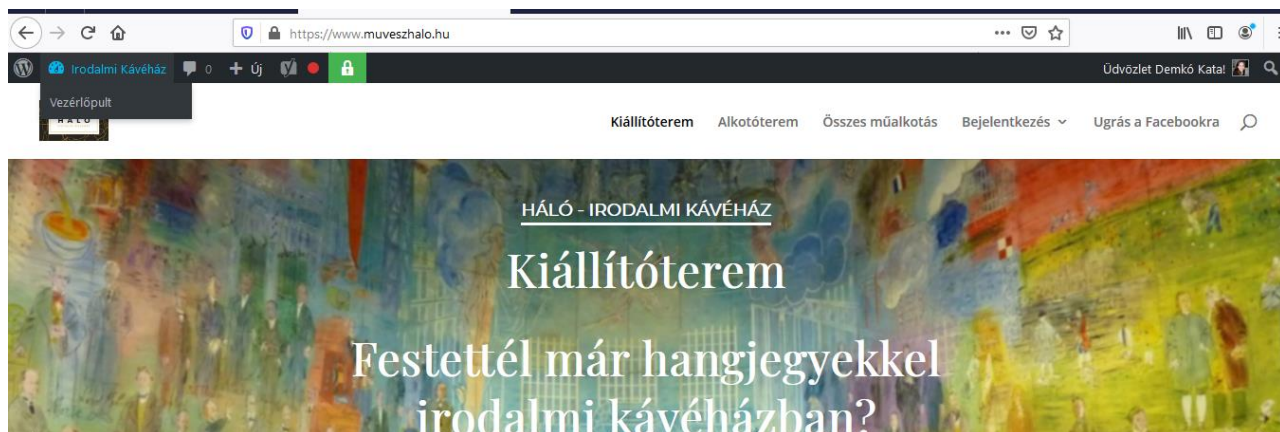 https://www.muveszhalo.hu
Irodalmi Kávéház 0 + Új
Üdvözlet Demkó Kata!
Vezérlőpult
HÁLÓ
Kiállítóterem Alkotóterem Összes műalkotás Bejelentkezés Ugrás a Facebookra
HÁLÓ - IRODALMI KÁVÉHÁZ
Kiállítóterem
Festettél már hangjegyekkel
irodalmi kávéházban?